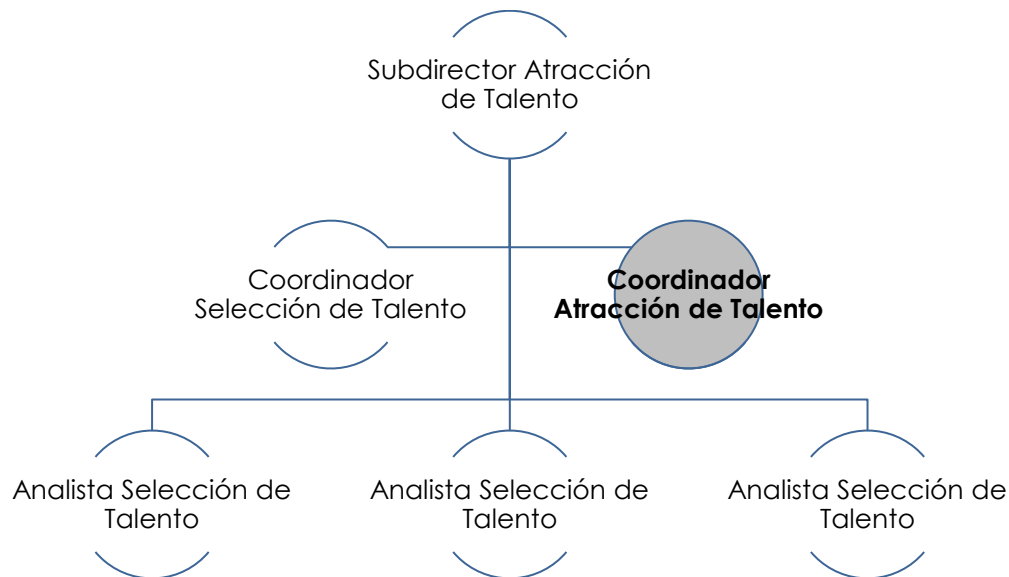 Subdirector Atracción
de Talento
Coordinador
Selección de Talento
Coordinador
Atracción de Talento
Analista Selección de
Talento
Analista Selección de
Talento
Analista Selección de
Talento